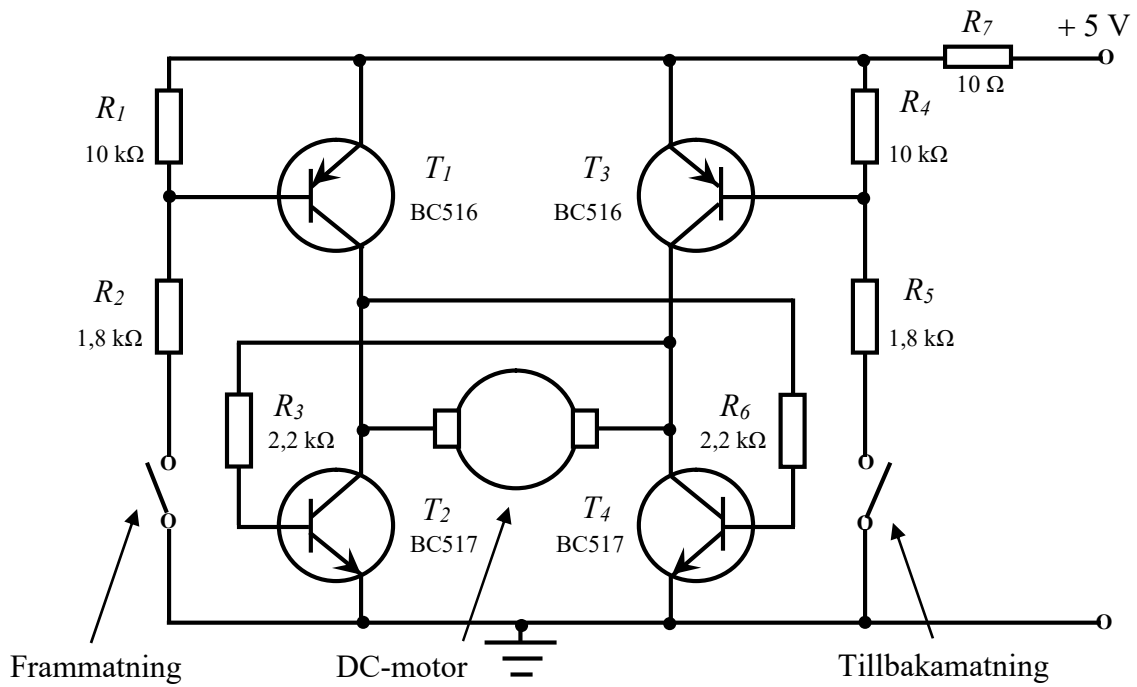 R7
+ 5 V
10 Ω
R1
10 kΩ
T1
BC516
T3
BC516
R4
10 kΩ
R2
1,8 kΩ
R5
1,8 kΩ
R3
2,2 kΩ
R6
2,2 kΩ
T2
BC517
T4
BC517
Frammatning
DC-motor
Tillbakamatning